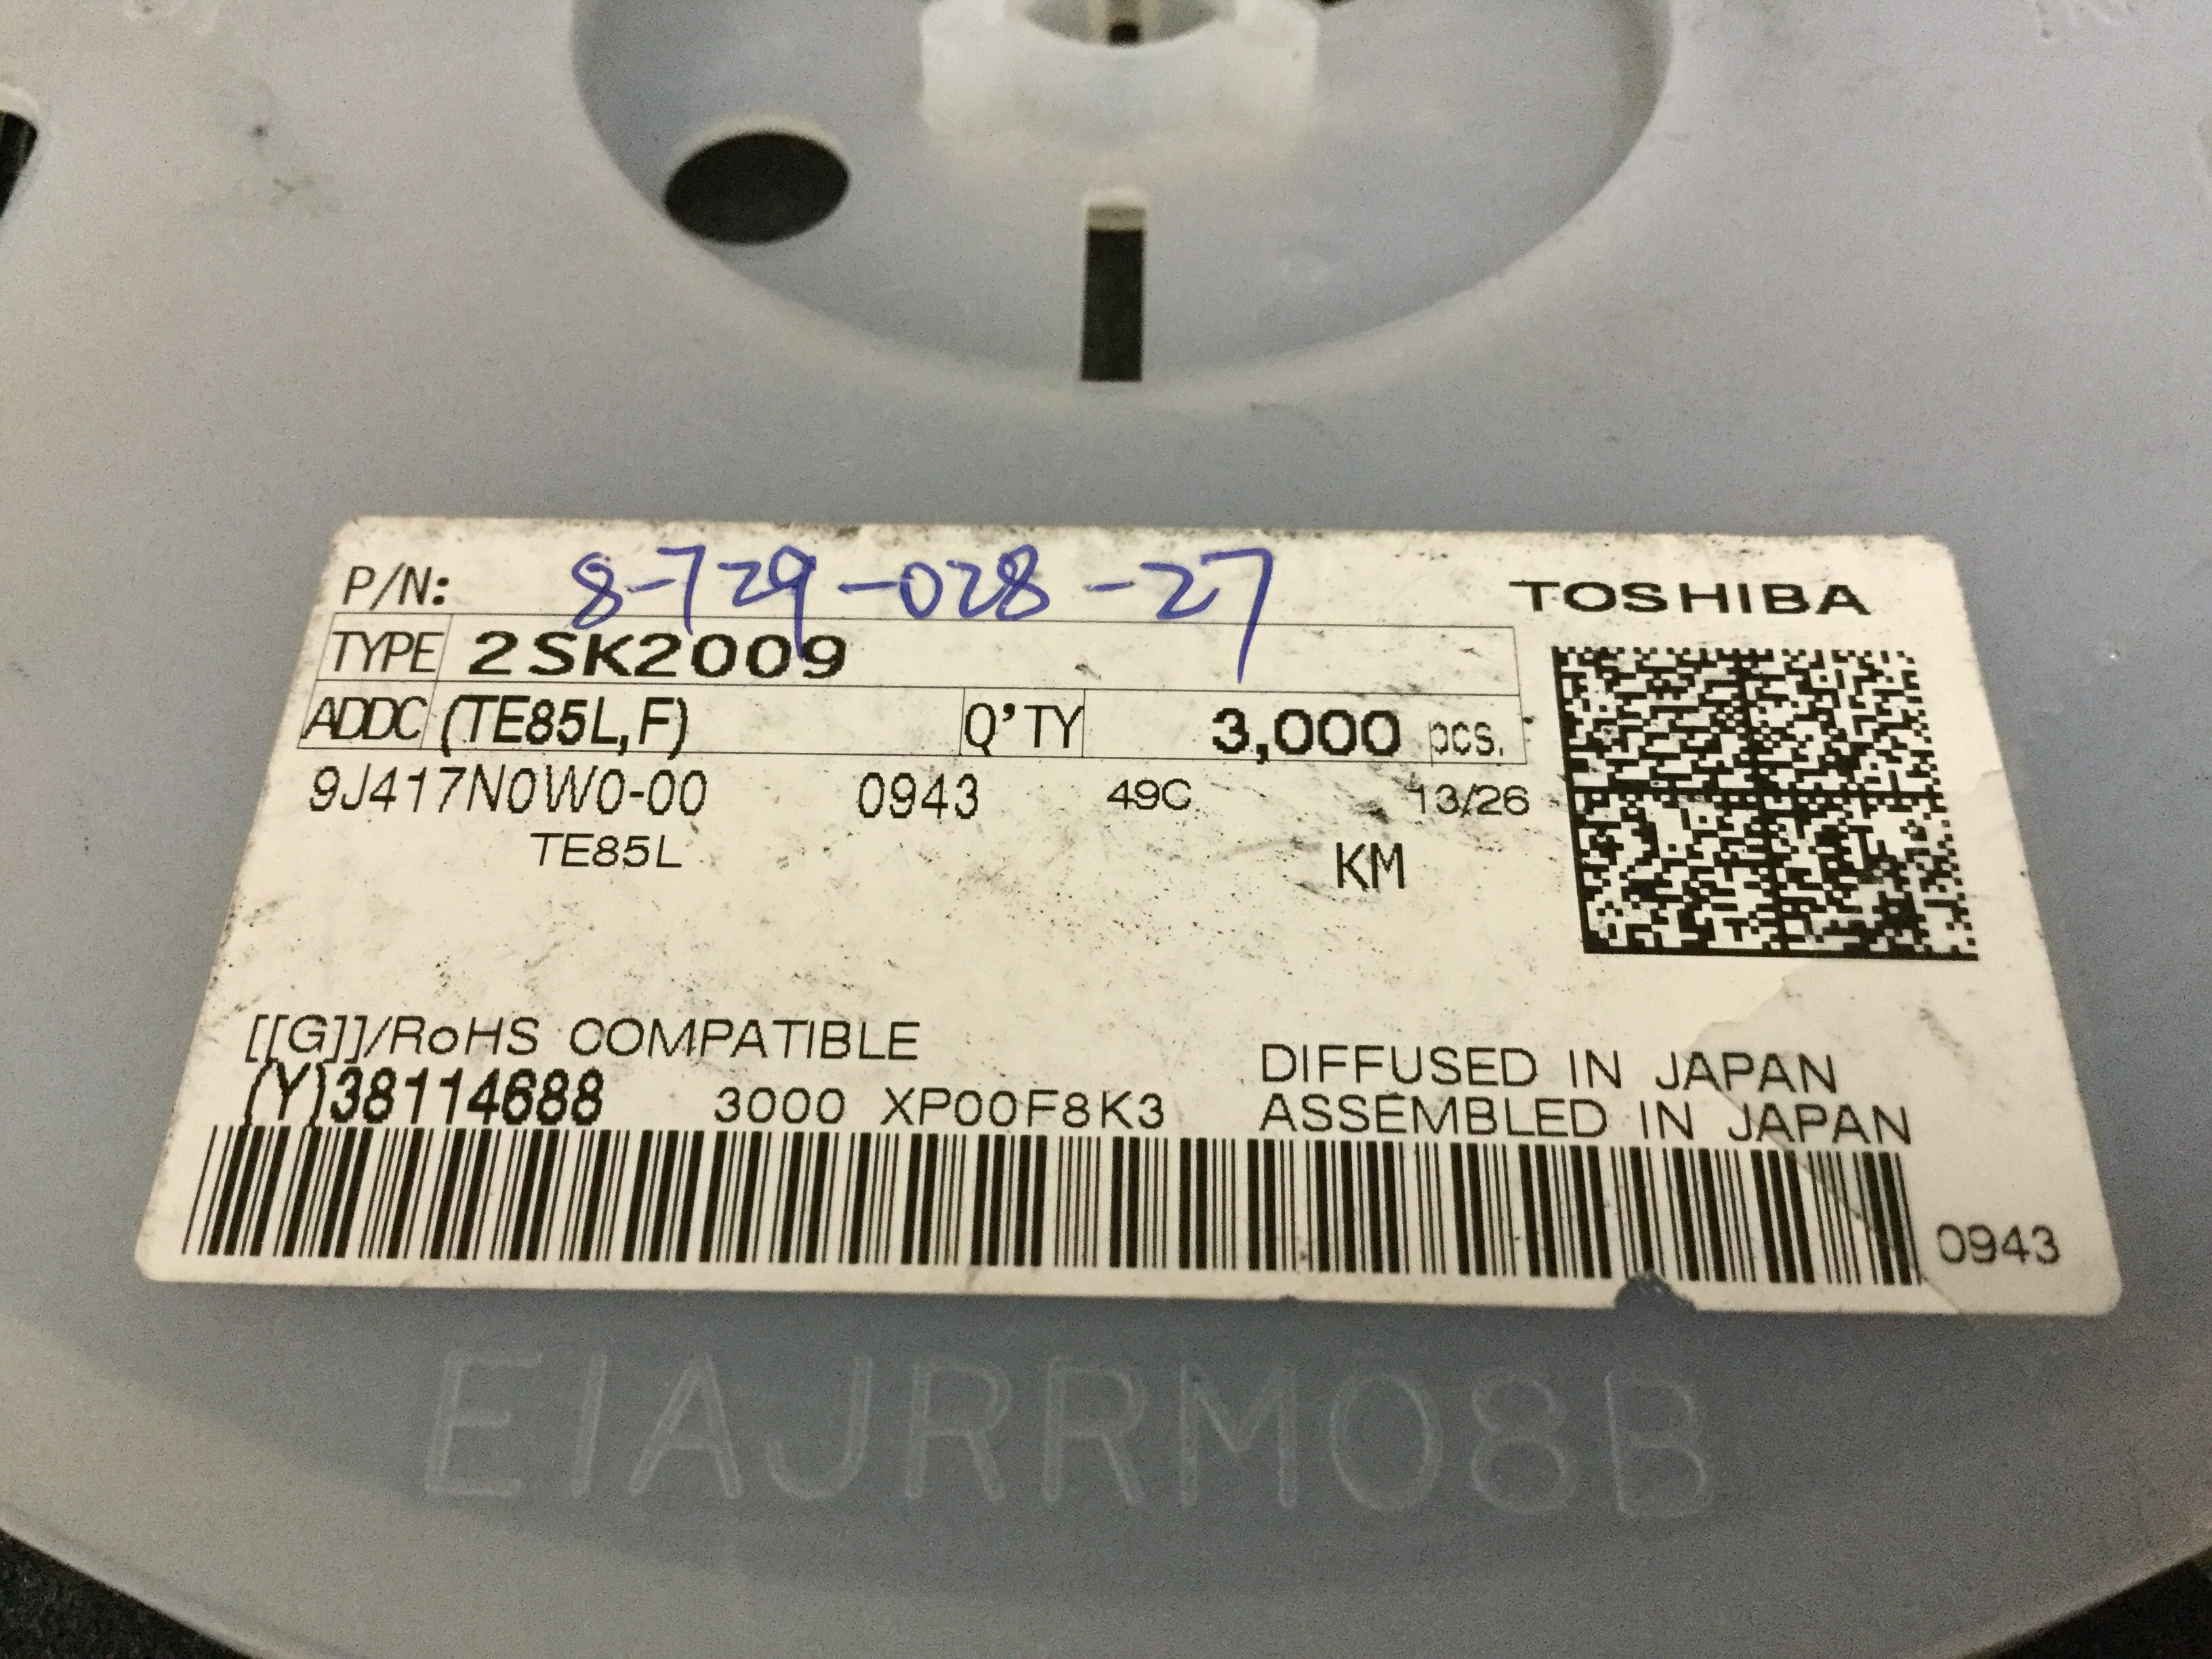 P/N: 8-729-028-27
TOSHIBA
TYPE 2SK2009
ADDC (TE85L,F) Q'TY 3,000 pcs.
9J417N0W0-00 0943 49C 13/26
TE85L KM
[[G]]/RoHS COMPATIBLE
DIFFUSED IN JAPAN
(Y)38114688 3000 XP00F8K3
ASSEMBLED IN JAPAN
0943
EIAJRRM08B